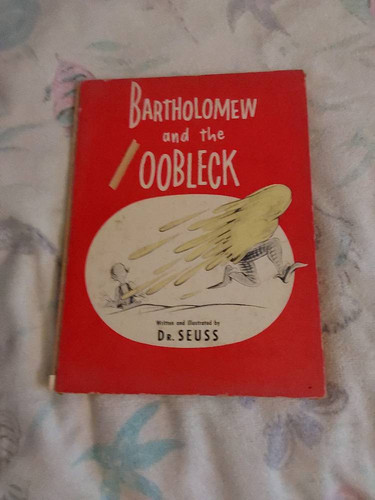 BARTHOLOMEW
and the
OOBLECK
Written and Illustrated by
DR. SEUSS